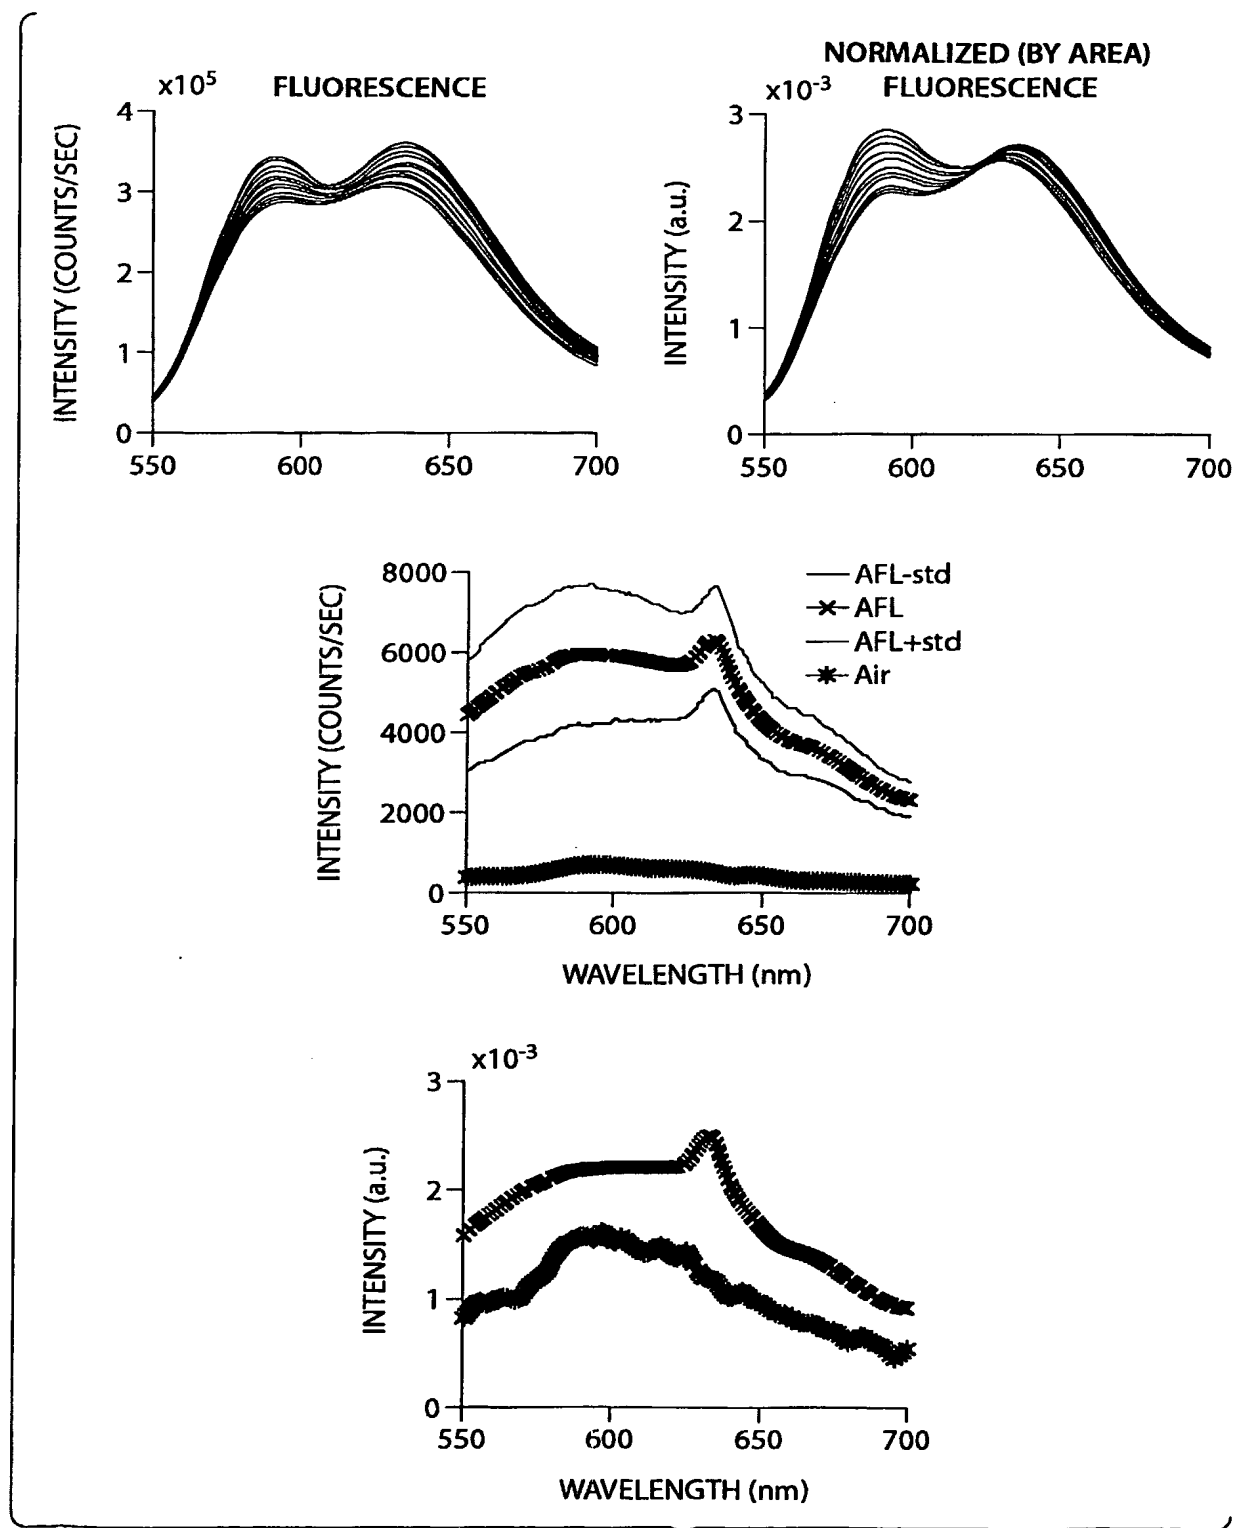 x10⁵
FLUORESCENCE
INTENSITY (COUNTS/SEC)
4
3
2
1
0
550 600 650 700
NORMALIZED (BY AREA)
x10⁻³ FLUORESCENCE
INTENSITY (a.u.)
3
2
1
0
550 600 650 700
INTENSITY (COUNTS/SEC)
8000
6000
4000
2000
0
550 600 650 700
WAVELENGTH (nm)
AFL-std
AFL
AFL+std
Air
x10⁻³
INTENSITY (a.u.)
3
2
1
0
550 600 650 700
WAVELENGTH (nm)